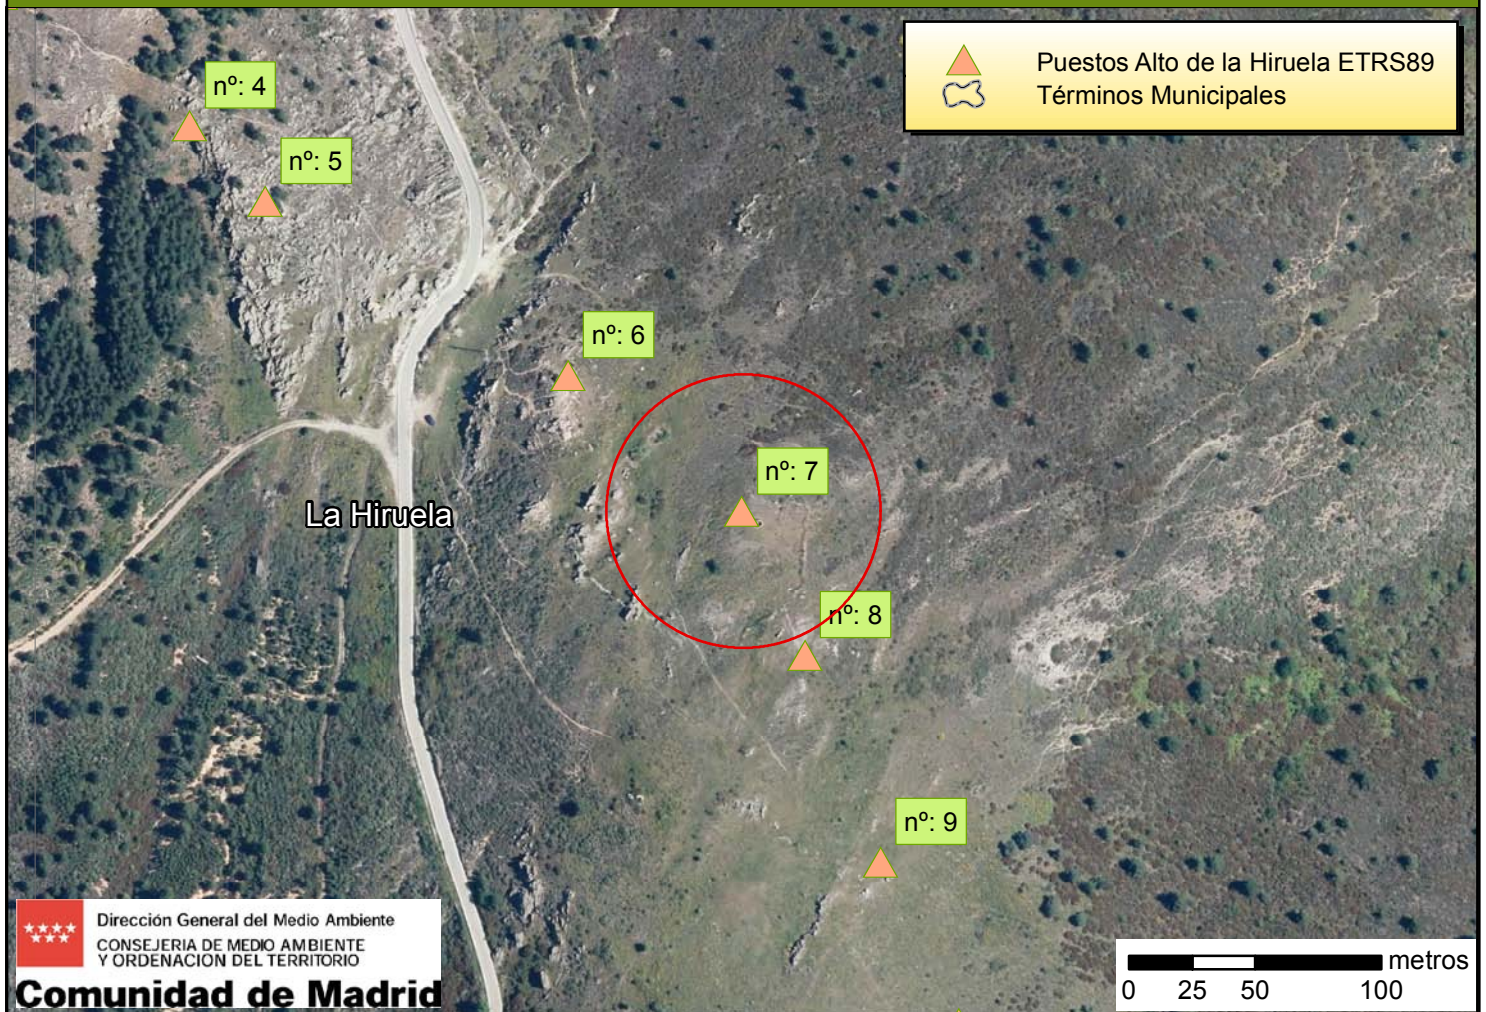 Puestos Alto de la Hiruela ETRS89
Términos Municipales
nº: 4
nº: 5
nº: 6
nº: 7
La Hiruela
nº: 8
nº: 9
Dirección General del Medio Ambiente
CONSEJERIA DE MEDIO AMBIENTE
Y ORDENACION DEL TERRITORIO
Comunidad de Madrid
metros
0 25 50 100